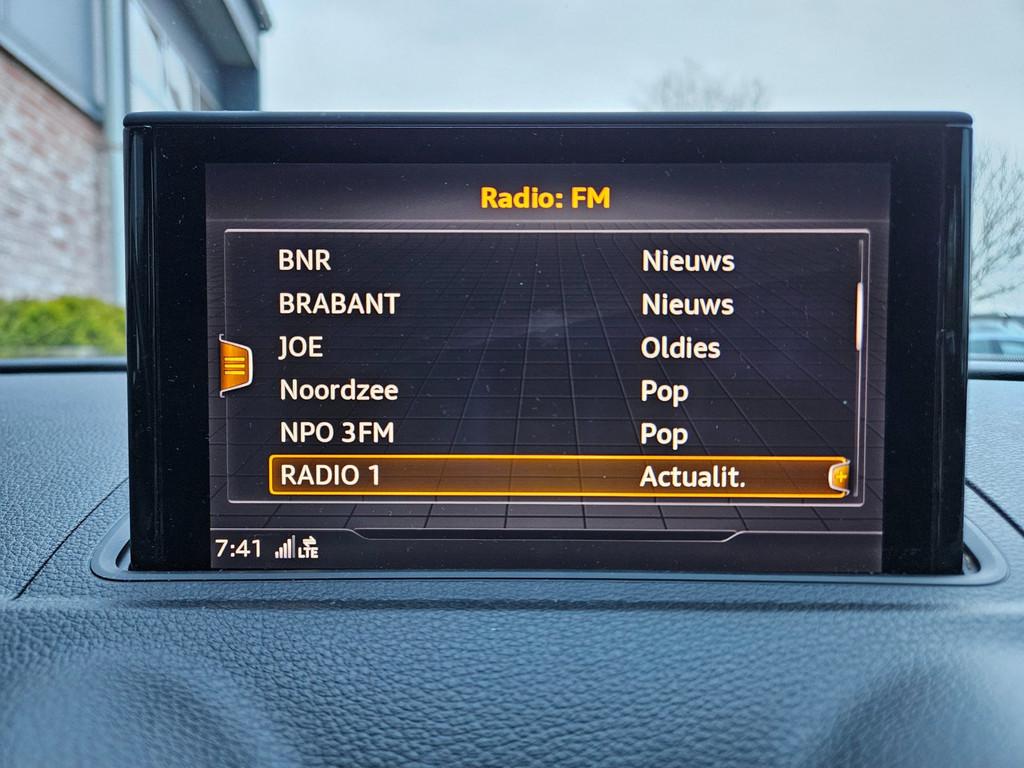 Radio: FM
BNR Nieuws
BRABANT Nieuws
JOE Oldies
Noordzee Pop
NPO 3FM Pop
RADIO 1 Actualit.
7:41 LTE